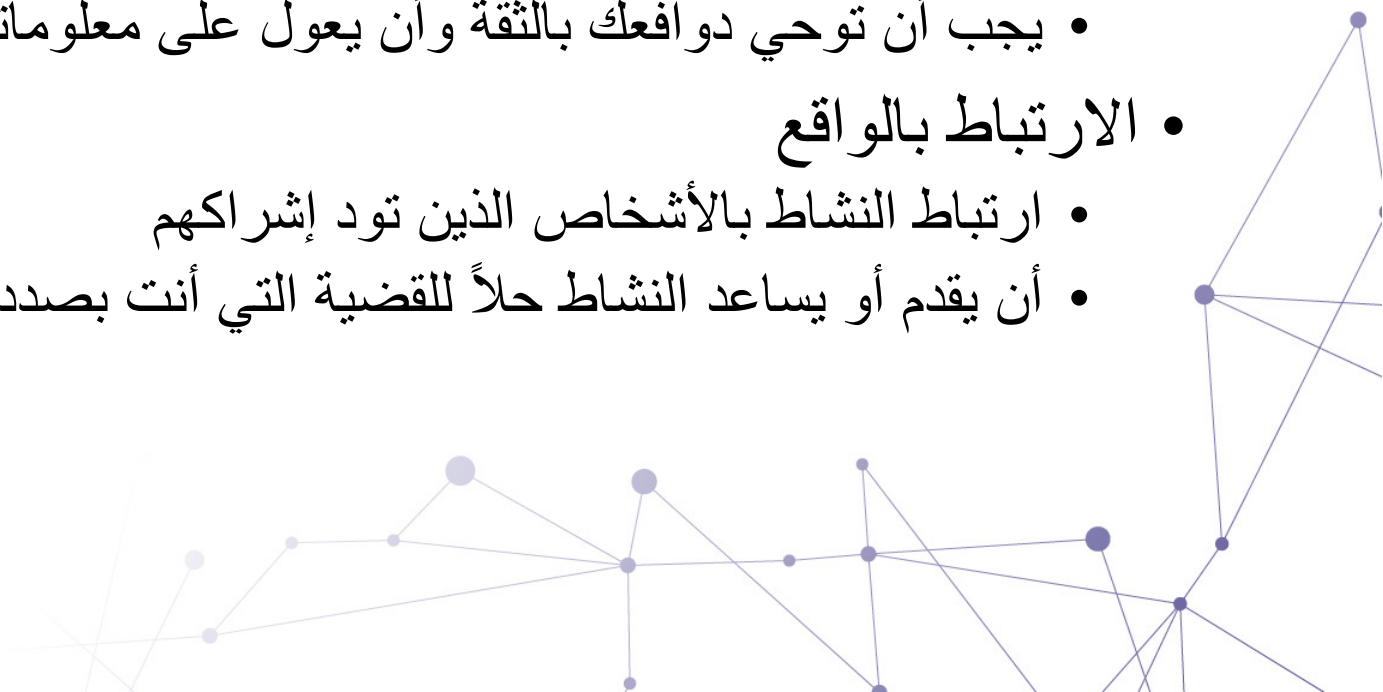 • يجب أن توحي دوافعك بالثقة وأن يعول على
• الارتباط بالواقع
• ارتباط النشاط بالأشخاص الذين تود إشراكهم
• أن يقدم أو يساعد النشاط حلاً للقضية التي أنت بصدد